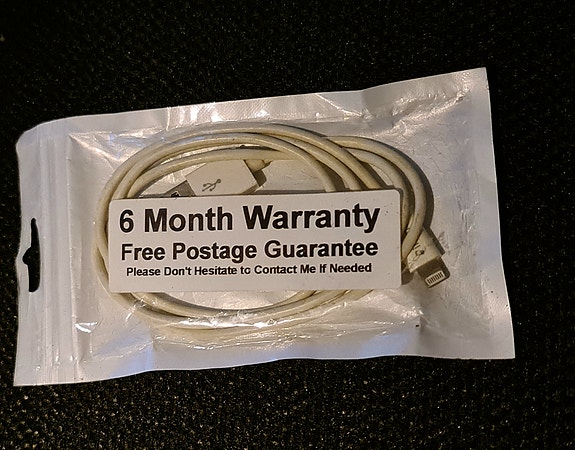 6 Month Warranty
Free Postage Guarantee
Please Don't Hesitate to Contact Me If Needed